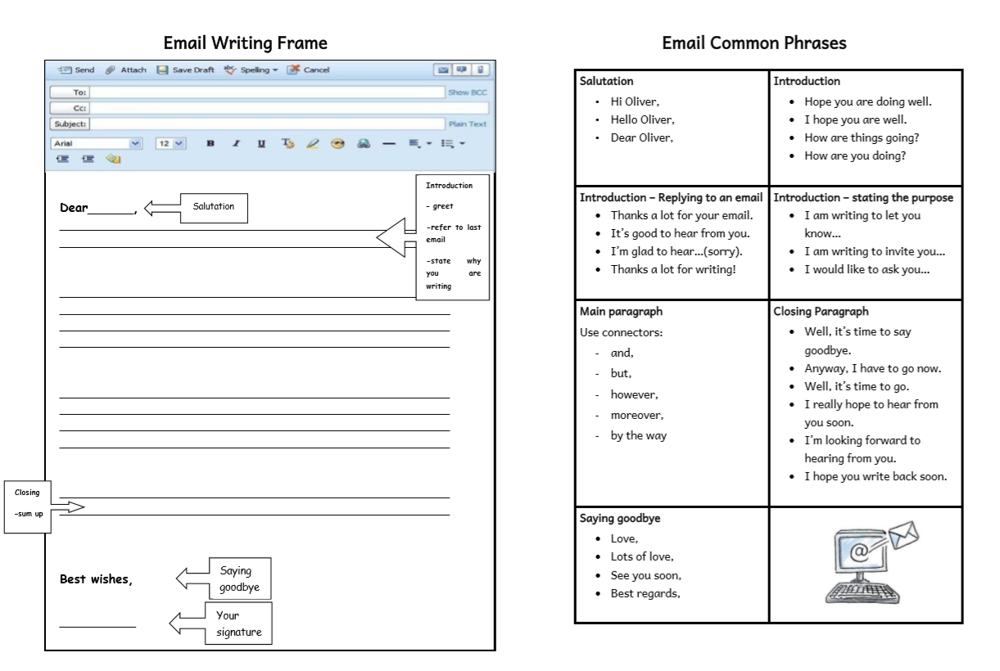 Email Writing Frame
Send Attach Save Draft Spelling Cancel
To: Show BCC
Cc:
Subject: Plain Text
Arial 12 B I U T
Dear_______,
Salutation
Introduction
- greet
-refer to last
email
-state why
you are
writing
Closing
-sum up
Best wishes,
Saying
goodbye
Your
signature
Email Common Phrases
Salutation
• Hi Oliver,
• Hello Oliver,
• Dear Oliver,
Introduction
• Hope you are doing well.
• I hope you are well.
• How are things going?
• How are you doing?
Introduction – Replying to an email
• Thanks a lot for your email.
• It's good to hear from you.
• I'm glad to hear...(sorry).
• Thanks a lot for writing!
Introduction – stating the purpose
• I am writing to let you
know...
• I am writing to invite you...
• I would like to ask you...
Main paragraph
Use connectors:
- and,
- but,
- however,
- moreover,
- by the way
Closing Paragraph
• Well, it's time to say
goodbye.
• Anyway, I have to go now.
• Well, it's time to go.
• I really hope to hear from
you soon.
• I'm looking forward to
hearing from you.
• I hope you write back soon.
Saying goodbye
• Love,
• Lots of love,
• See you soon,
• Best regards,
@